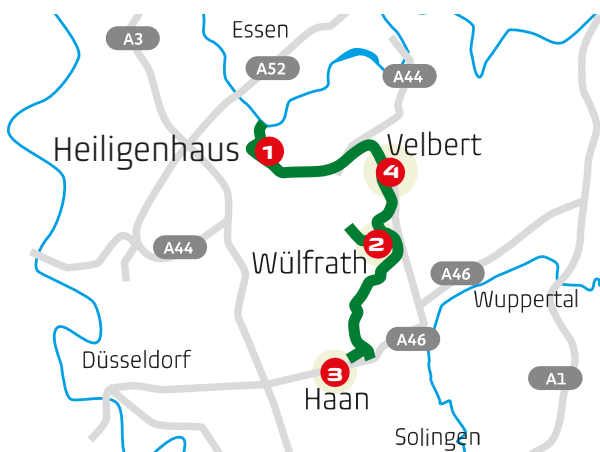 Essen
A3
A52
A44
Heiligenhaus
1
Velbert
4
A44
2
Wülfrath
A46
Wuppertal
A46
Düsseldorf
3
A1
Haan
Solingen